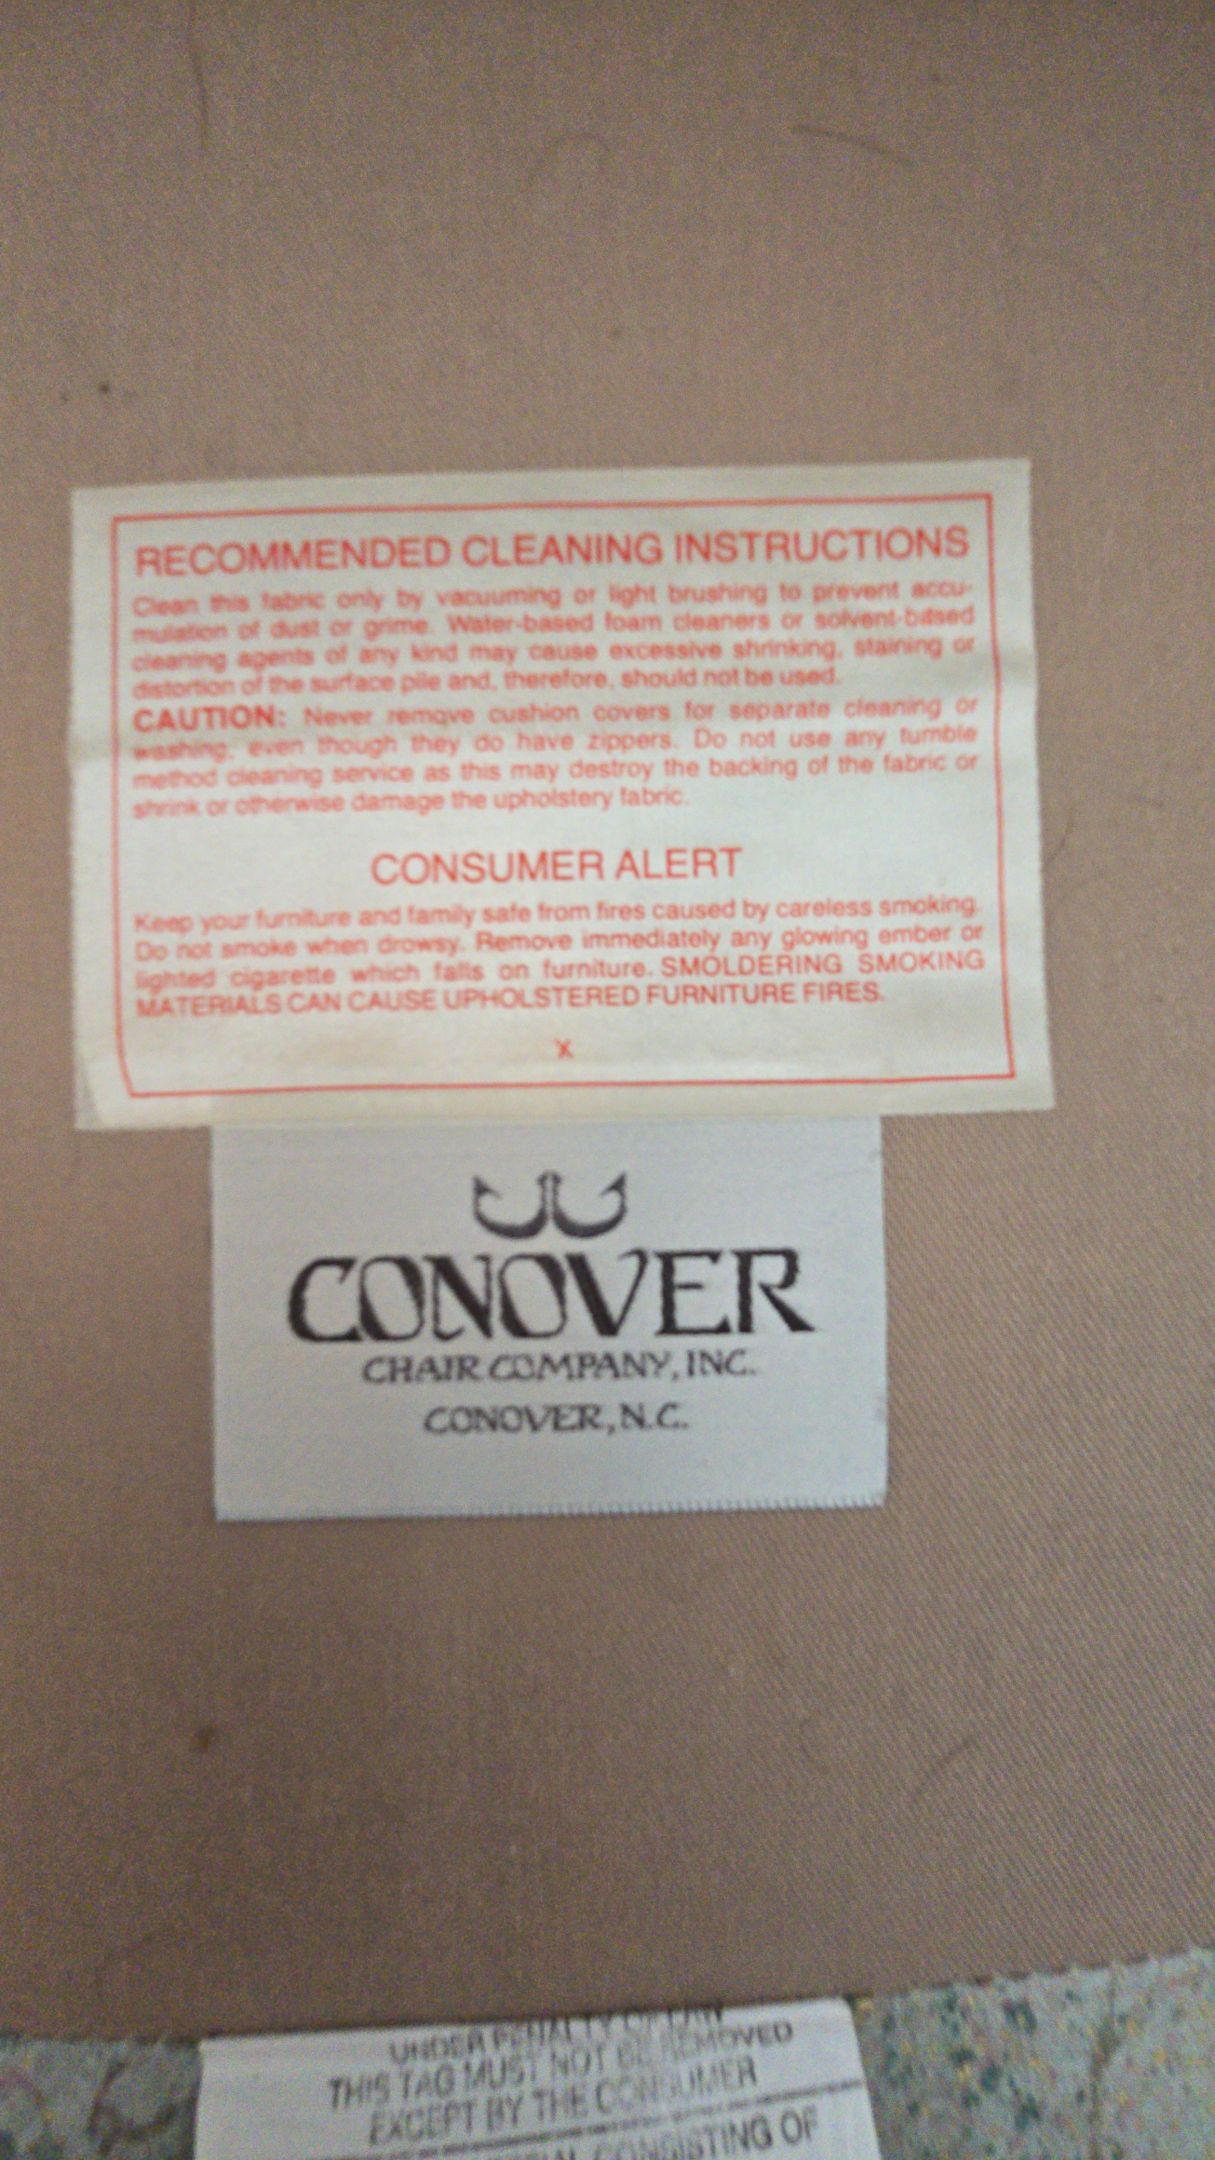 RECOMMENDED CLEANING INSTRUCTIONS
Clean this fabric only by vacuuming or light brushing to prevent accu-
mulation of dust or grime. Water-based foam cleaners or solvent-based
cleaning agents of any kind may cause excessive shrinking, staining or
distortion of the surface pile and, therefore, should not be used.
CAUTION: Never remove cushion covers for separate cleaning or
washing, even though they do have zippers. Do not use any tumble
method cleaning service as this may destroy the backing of the fabric or
shrink or otherwise damage the upholstery fabric.
CONSUMER ALERT
Keep your furniture and family safe from fires caused by careless smoking.
Do not smoke when drowsy. Remove immediately any glowing ember or
lighted cigarette which falls on furniture. SMOLDERING SMOKING
MATERIALS CAN CAUSE UPHOLSTERED FURNITURE FIRES.
X
CONOVER
CHAIR COMPANY, INC.
CONOVER, N.C.
UNDER PENALTY OF LAW
THIS TAG MUST NOT BE REMOVED
EXCEPT BY THE CONSUMER
CONSISTING OF